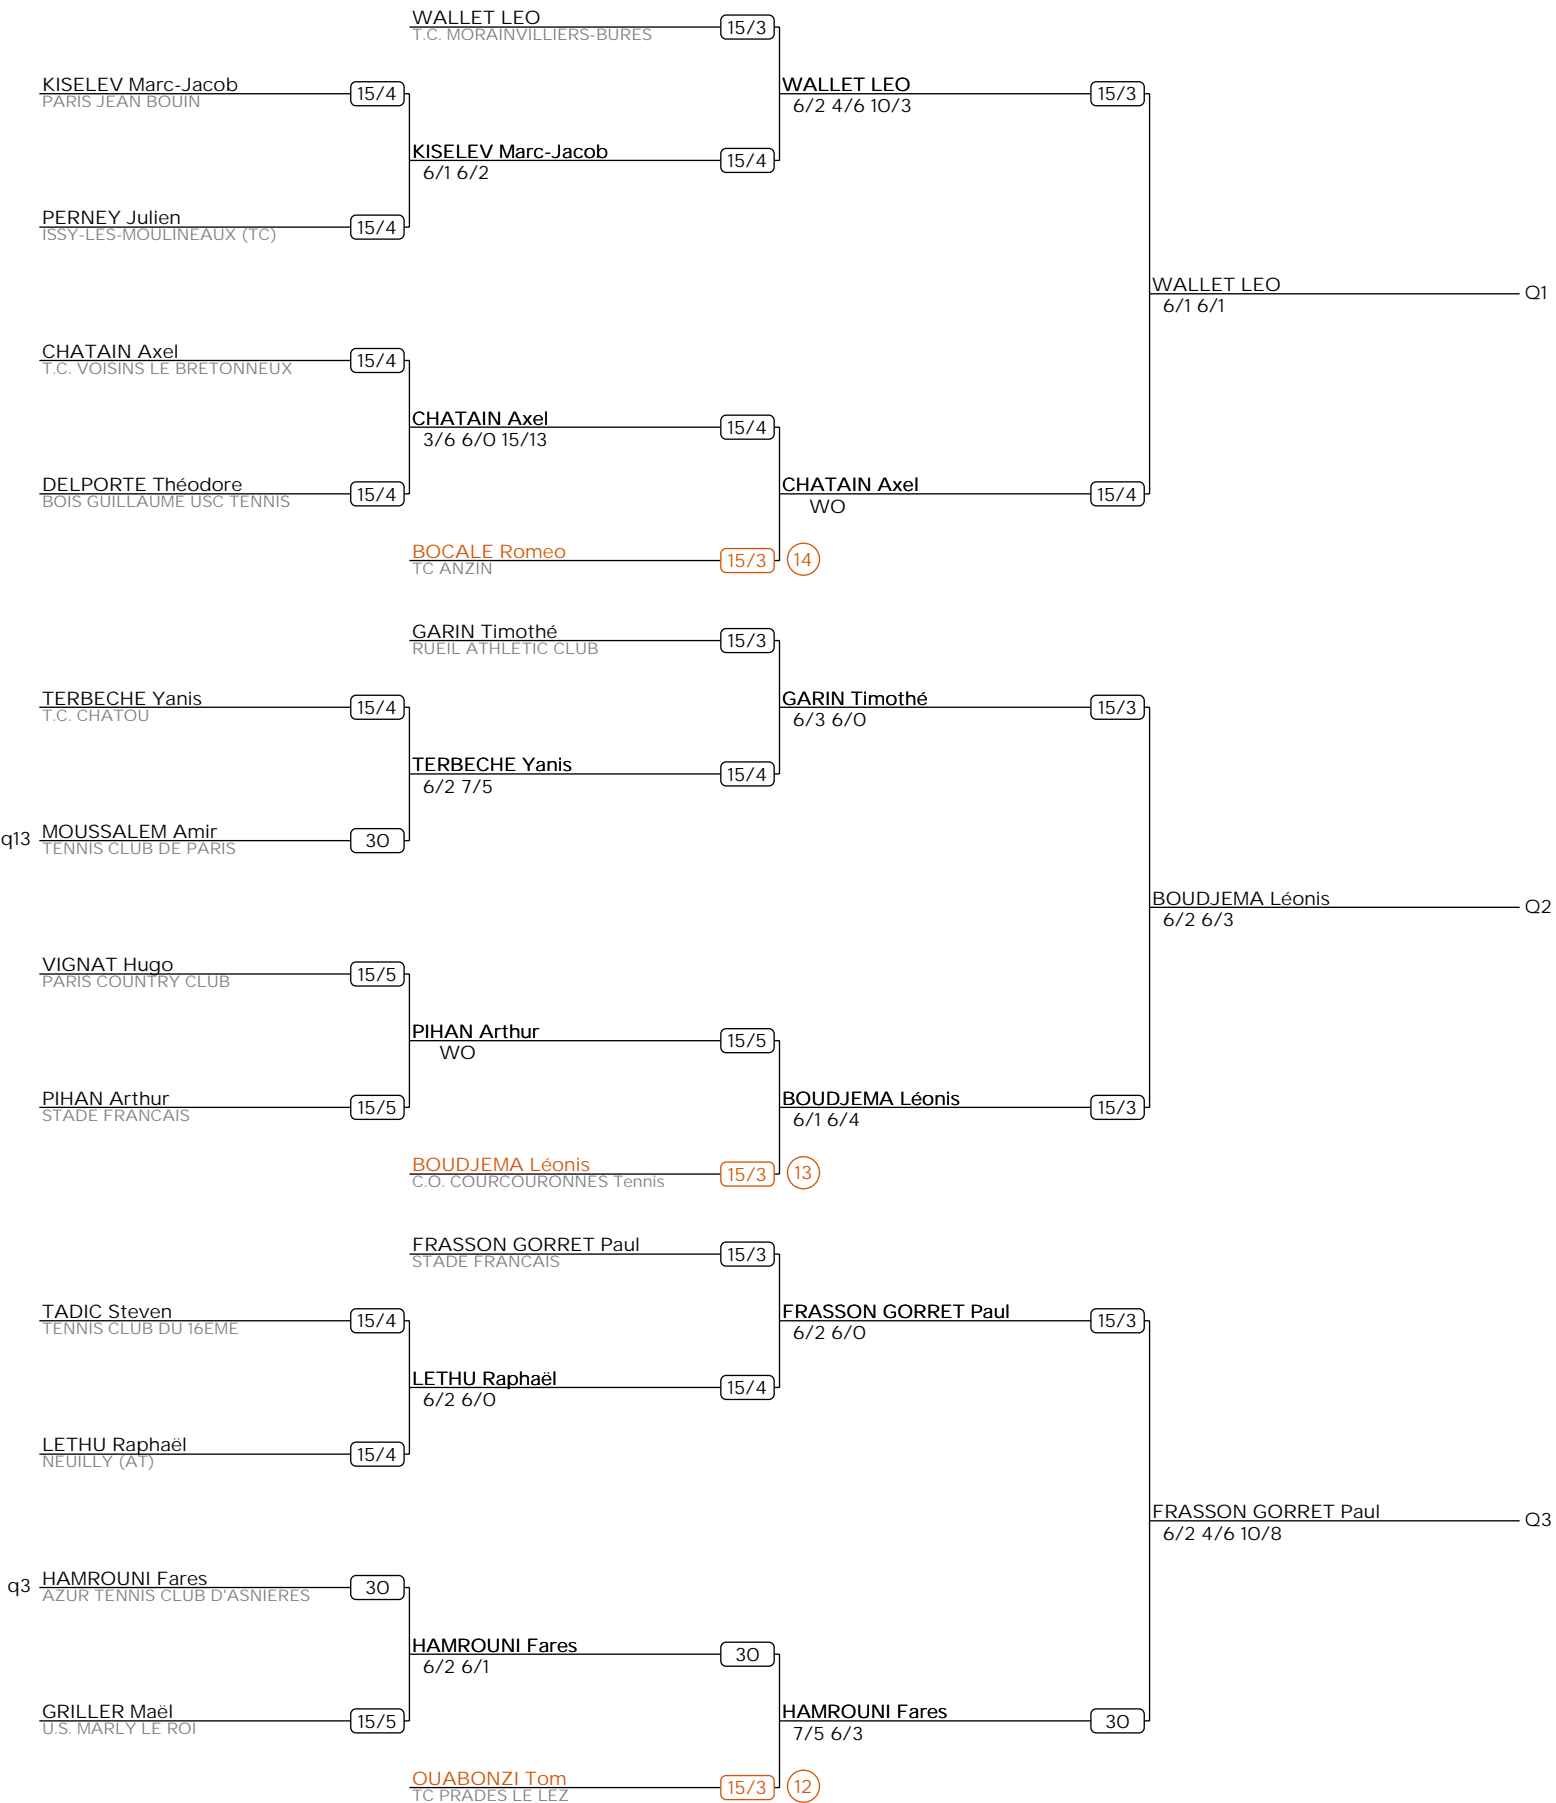 WALLET LEO 15/3
T.C. MORAINVILLIERS-BURES
KISELEV Marc-Jacob 15/4
PARIS JEAN BOUIN
WALLET LEO 15/3
6/2 4/6 10/3
KISELEV Marc-Jacob 15/4
6/1 6/2
PERNEY Julien 15/4
ISSY-LES-MOULINEAUX (TC)
WALLET LEO Q1
6/1 6/1
CHATAIN Axel 15/4
T.C. VOISINS LE BRETONNEUX
CHATAIN Axel 15/4
3/6 6/0 15/13
DELPORTE Théodore 15/4
BOIS GUILLAUME USC TENNIS
CHATAIN Axel 15/4
WO
BOCALE Romeo 15/3 14
TC ANZIN
GARIN Timothé 15/3
RUEIL ATHLETIC CLUB
TERBECHE Yanis 15/4
T.C. CHATOU
GARIN Timothé 15/3
6/3 6/0
TERBECHE Yanis 15/4
6/2 7/5
q13 MOUSSALEM Amir 30
TENNIS CLUB DE PARIS
BOUDJEMA Léonis Q2
6/2 6/3
VIGNAT Hugo 15/5
PARIS COUNTRY CLUB
PIHAN Arthur 15/5
WO
PIHAN Arthur 15/5
STADE FRANCAIS
BOUDJEMA Léonis 15/3
6/1 6/4
BOUDJEMA Léonis 15/3 13
C.O. COURCOURONNES Tennis
FRASSON GORRET Paul 15/3
STADE FRANCAIS
TADIC Steven 15/4
TENNIS CLUB DU 16EME
FRASSON GORRET Paul 15/3
6/2 6/0
LETHU Raphaël 15/4
6/2 6/0
LETHU Raphaël 15/4
NEUILLY (AT)
FRASSON GORRET Paul Q3
6/2 4/6 10/8
q3 HAMROUNI Fares 30
AZUR TENNIS CLUB D'ASNIERES
HAMROUNI Fares 30
6/2 6/1
GRILLER Maël 15/5
U.S. MARLY LE ROI
HAMROUNI Fares 30
7/5 6/3
OUABONZI Tom 15/3 12
TC PRADES LE LEZ